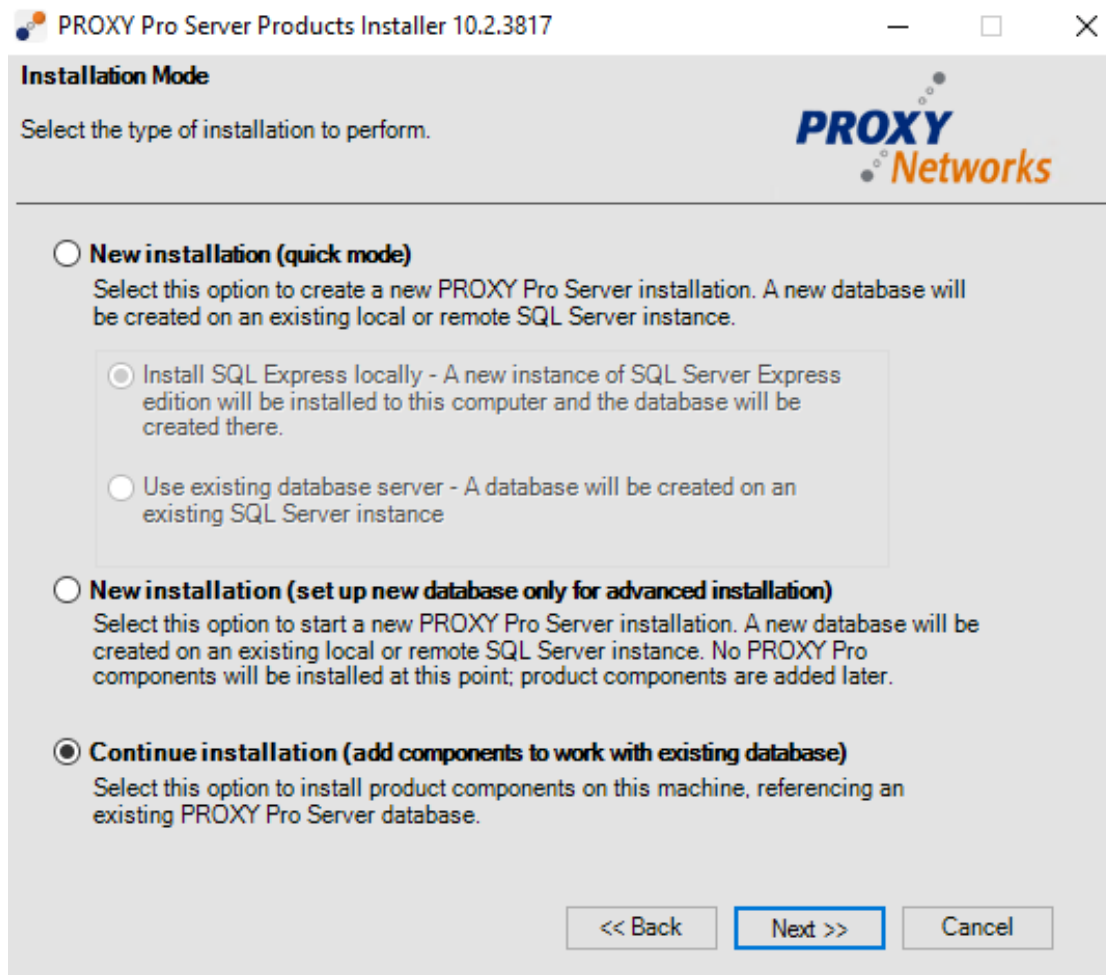 PROXY Pro Server Products Installer 10.2.3817
Installation Mode
Select the type of installation to perform.
PROXY
Networks
New installation (quick mode)
Select this option to create a new PROXY Pro Server installation. A new database will
be created on an existing local or remote SQL Server instance.
Install SQL Express locally - A new instance of SQL Server Express
edition will be installed to this computer and the database will be
created there.
Use existing database server - A database will be created on an
existing SQL Server instance
New installation (set up new database only for advanced installation)
Select this option to start a new PROXY Pro Server installation. A new database will be
created on an existing local or remote SQL Server instance. No PROXY Pro
components will be installed at this point; product components are added later.
Continue installation (add components to work with existing database)
Select this option to install product components on this machine, referencing an
existing PROXY Pro Server database.
<< Back
Next >>
Cancel